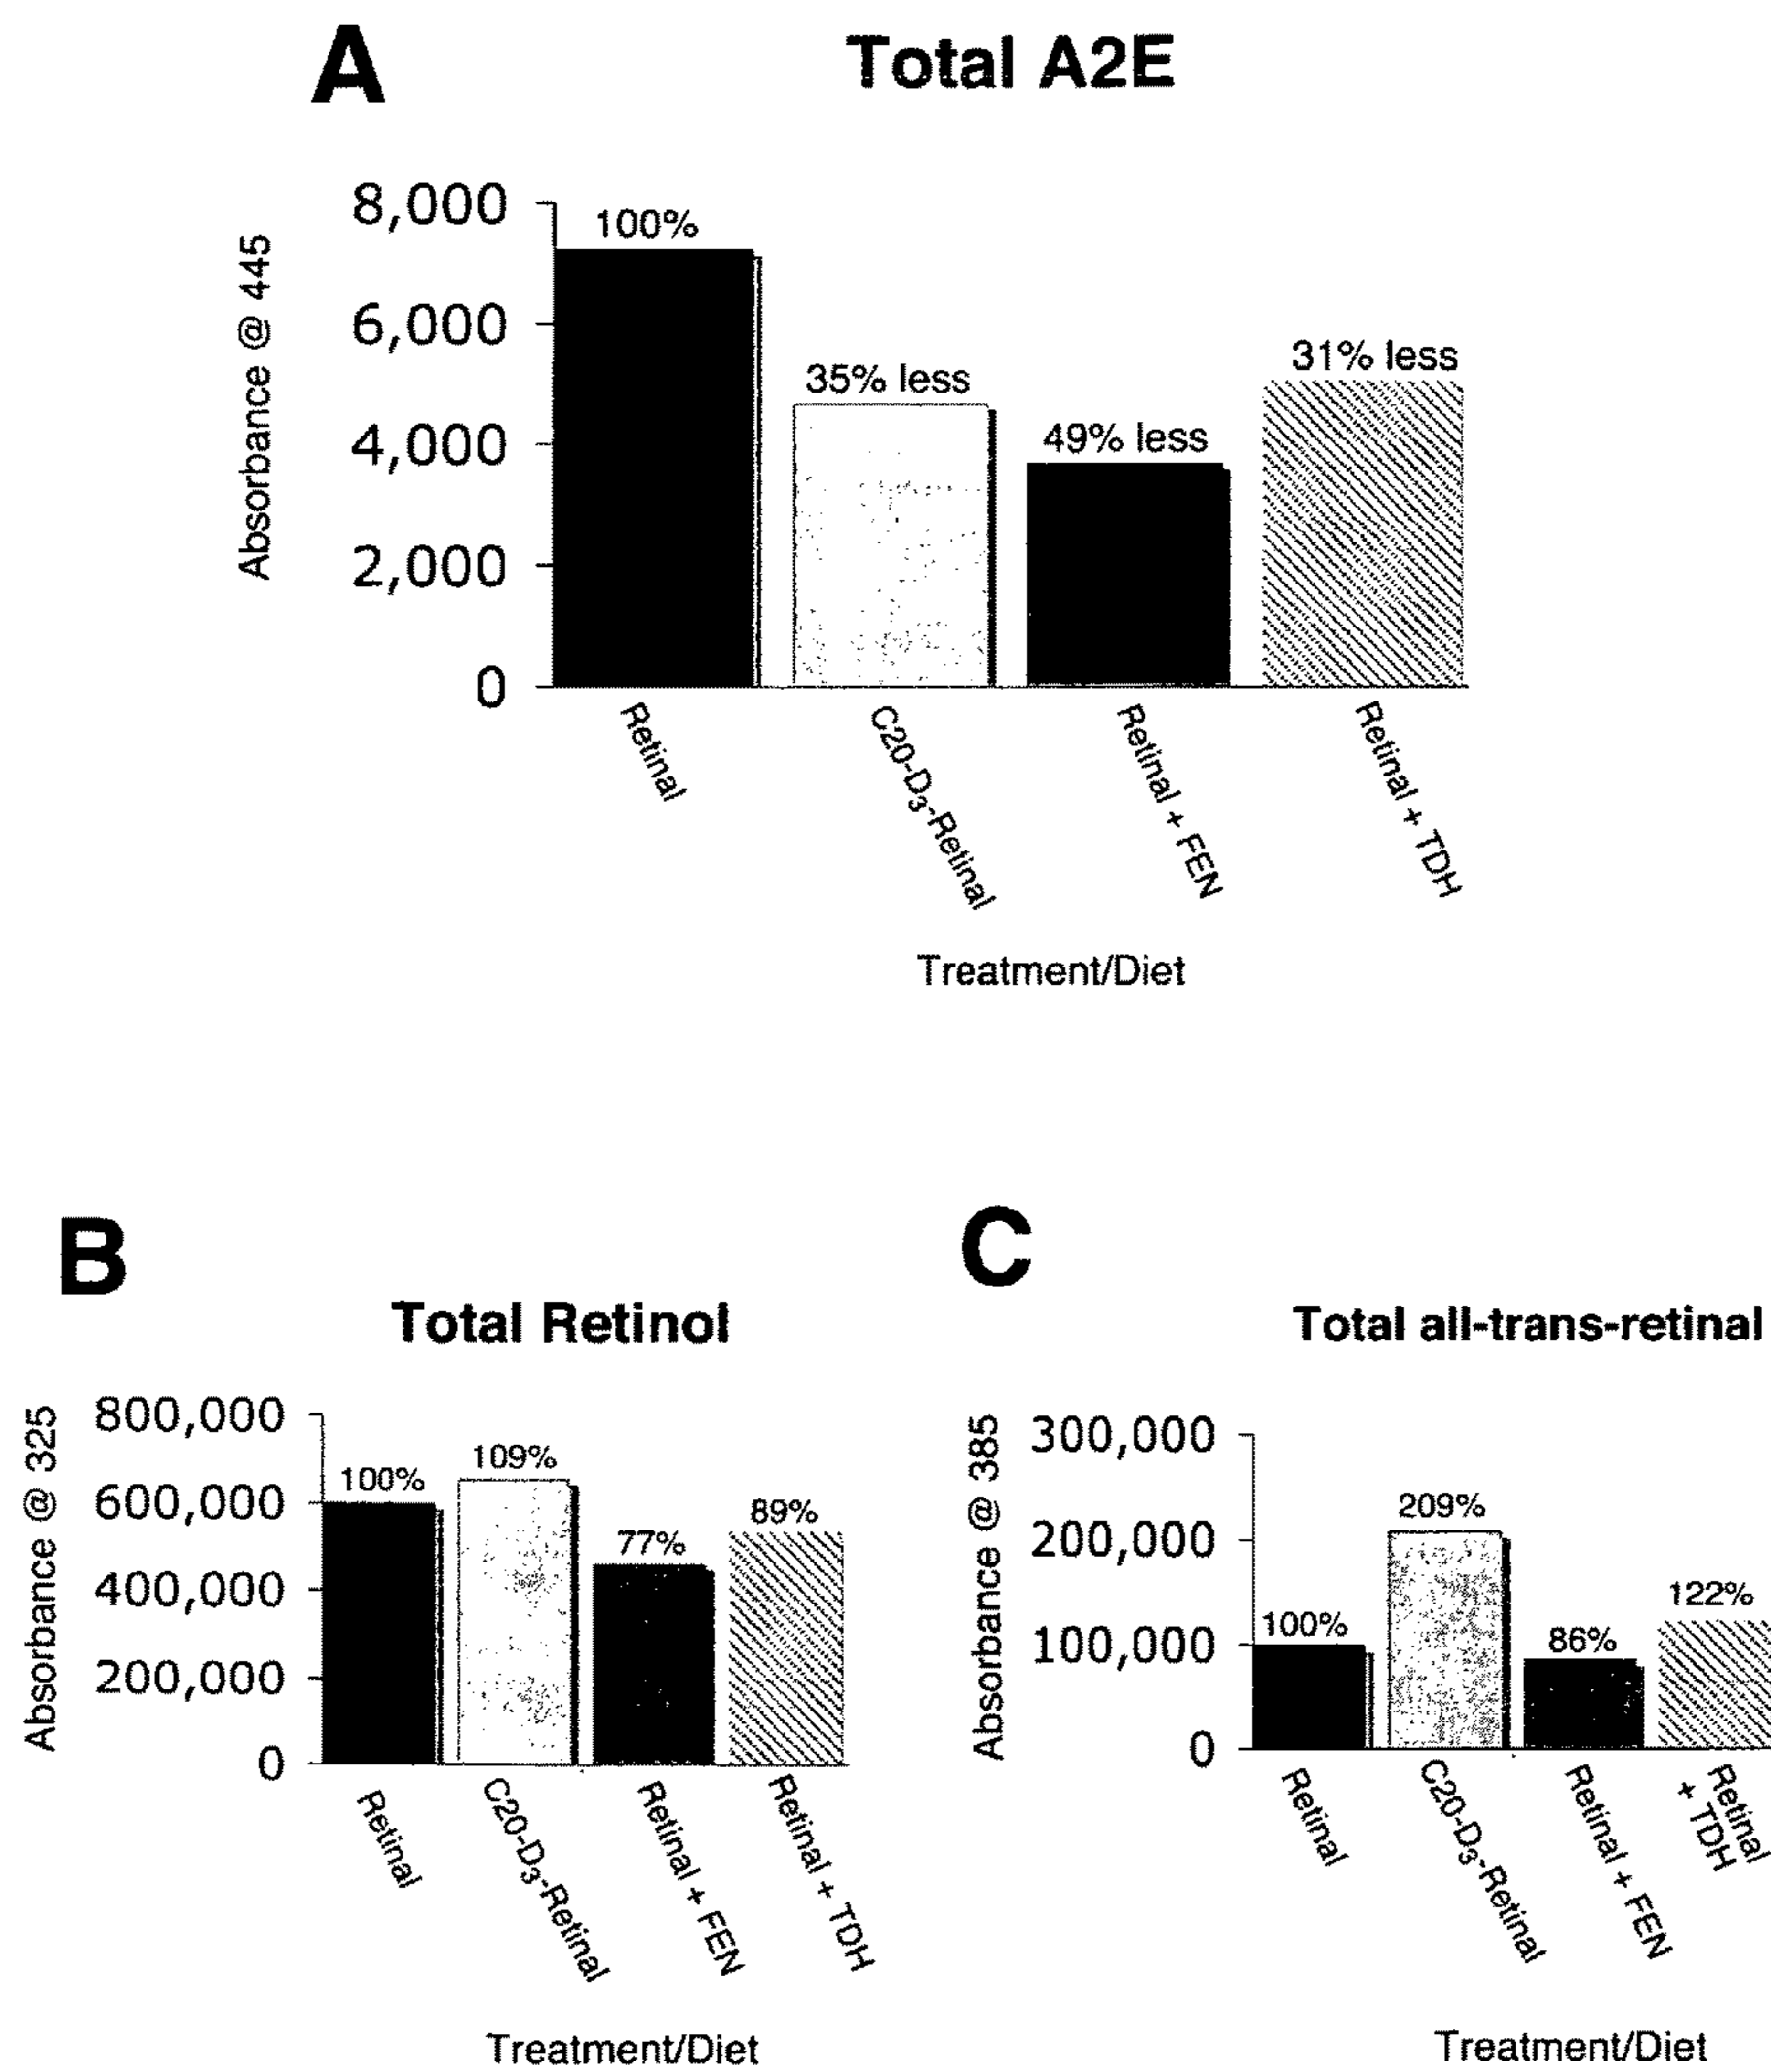 A
Total A2E
Absorbance @ 445
8,000
6,000
4,000
2,000
0
100%
35% less
49% less
31% less
Retinal
C20-D3-Retinal
Retinal + FEN
Retinal + TDH
Treatment/Diet
B
Total Retinol
Absorbance @ 325
800,000
600,000
400,000
200,000
0
100%
109%
77%
89%
Retinal
C20-D3-Retinal
Retinal + FEN
Retinal + TDH
Treatment/Diet
C
Total all-trans-retinal
Absorbance @ 385
300,000
200,000
100,000
0
100%
209%
86%
122%
Retinal
C20-D3-Retinal
Retinal + FEN
Retinal
+ TDH
Treatment/Diet